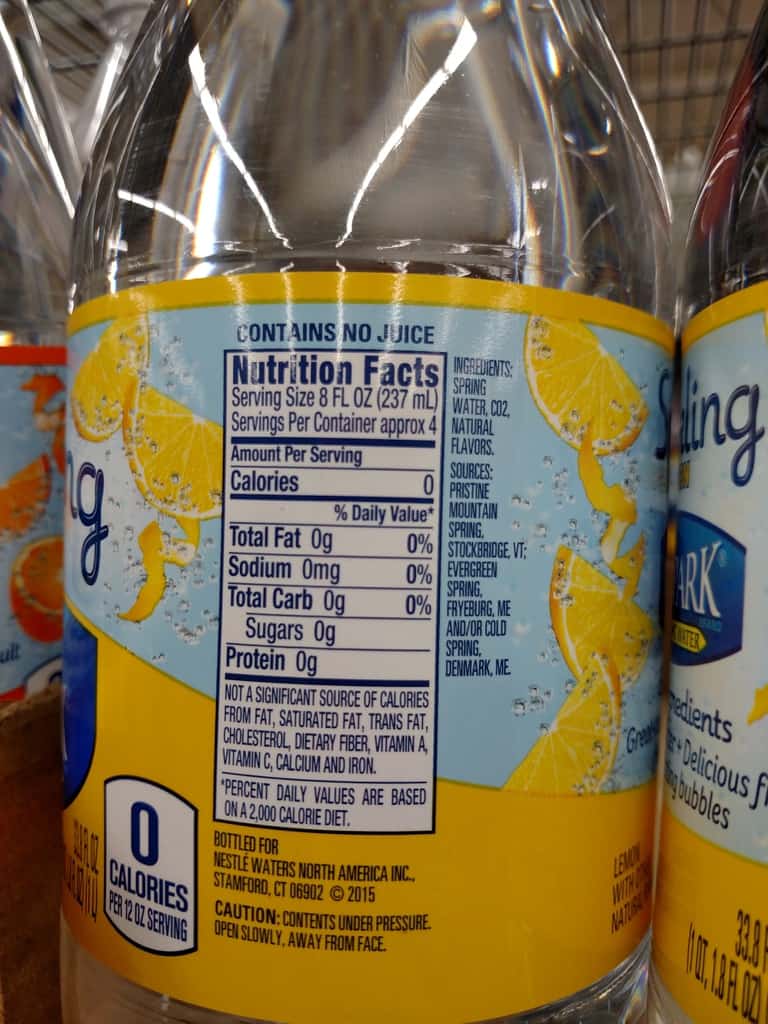 CONTAINS NO JUICE
Nutrition Facts
Serving Size 8 FL OZ (237 mL)
Servings Per Container approx 4
Amount Per Serving
Calories 0
% Daily Value*
Total Fat 0g 0%
Sodium 0mg 0%
Total Carb 0g 0%
Sugars 0g
Protein 0g
NOT A SIGNIFICANT SOURCE OF CALORIES
FROM FAT, SATURATED FAT, TRANS FAT,
CHOLESTEROL, DIETARY FIBER, VITAMIN A,
VITAMIN C, CALCIUM AND IRON.
*PERCENT DAILY VALUES ARE BASED
ON A 2,000 CALORIE DIET.
INGREDIENTS:
SPRING
WATER, CO2,
NATURAL
FLAVORS.
SOURCES:
PRISTINE
MOUNTAIN
SPRING,
STOCKBRIDGE, VT;
EVERGREEN
SPRING,
FRYEBURG, ME
AND/OR COLD
SPRING,
DENMARK, ME.
BOTTLED FOR
NESTLÉ WATERS NORTH AMERICA INC.,
STAMFORD, CT 06902 © 2015
CAUTION: CONTENTS UNDER PRESSURE.
OPEN SLOWLY, AWAY FROM FACE.
0
CALORIES
PER 12 OZ SERVING
LEMON
WITH
NATURAL
ling
ARK
BRAND
WATER
redients
Delicious
bubbles
33.8 F
(1 QT, 1.8 FL OZ)